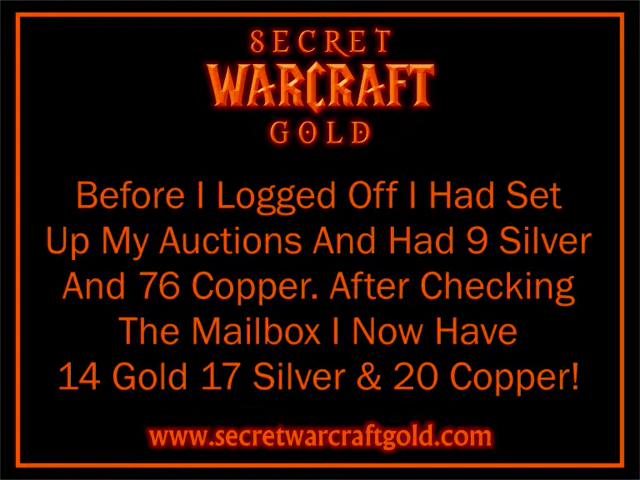 SECRET
WARCRAFT
GOLD
Before I Logged Off I Had Set
Up My Auctions And Had 9 Silver
And 76 Copper. After Checking
The Mailbox I Now Have
14 Gold 17 Silver & 20 Copper!
www.secretwarcraftgold.com